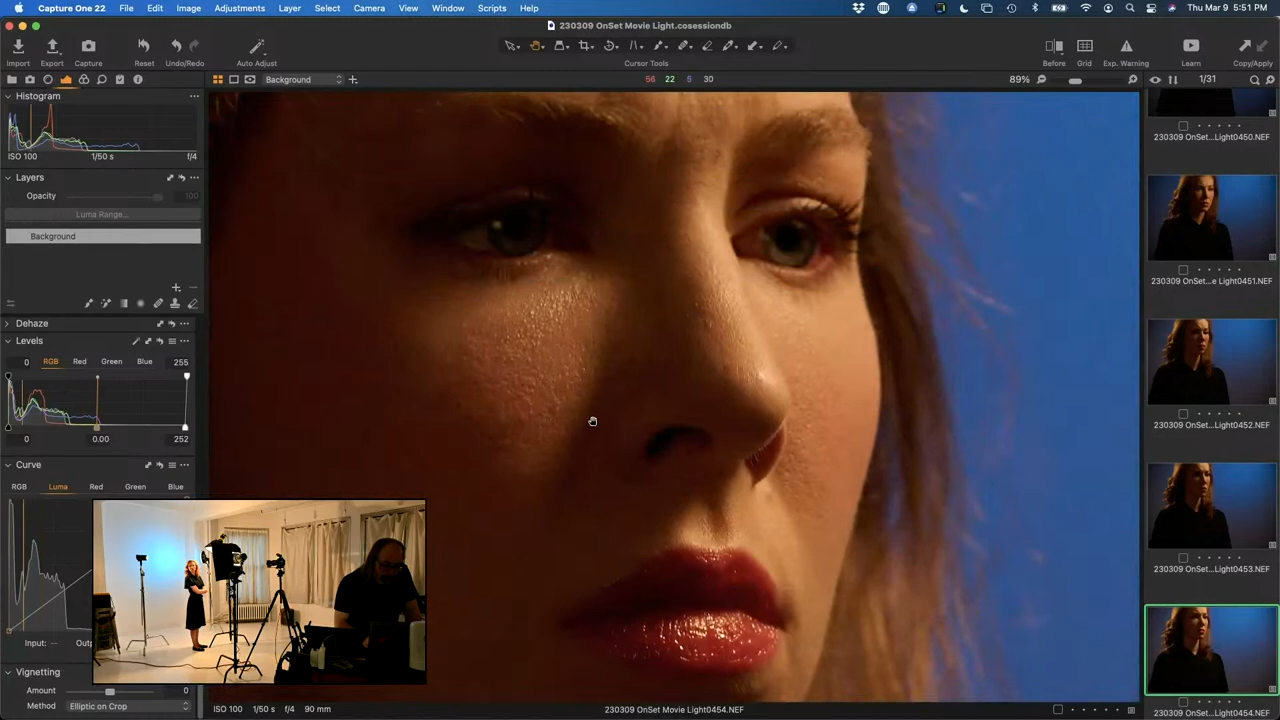 Capture One 23 File Edit Image Adjustments Layer Select Camera View Window Scripts Help Thu Mar 9 5:51 PM
230309 OnSet Movie Light.cosessiondb
Import Export Capture Reset Undo/Redo Auto Adjust Cursor Tools Before Grid Exp. Warning Learn Copy/Apply
Background 56 22 5 30 89% 1/31
Histogram
ISO 100 1/50 s f/4
Layers
Opacity 100
Luma Range...
Background
Dehaze
Levels
0 RGB Red Green Blue 255
0 0.00 252
Curve
RGB Luma Red Green Blue
Input: -- Outp
Vignetting
Amount 0
Method Elliptic on Crop
ISO 100 1/50 s f/4 90 mm 230309 OnSet Movie Light0454.NEF
230309 OnSet...Light0450.NEF
230309 OnSet...e Light0451.NEF
230309 OnSet...Light0452.NEF
230309 OnSet...Light0453.NEF
230309 OnSet...Light0454.NEF